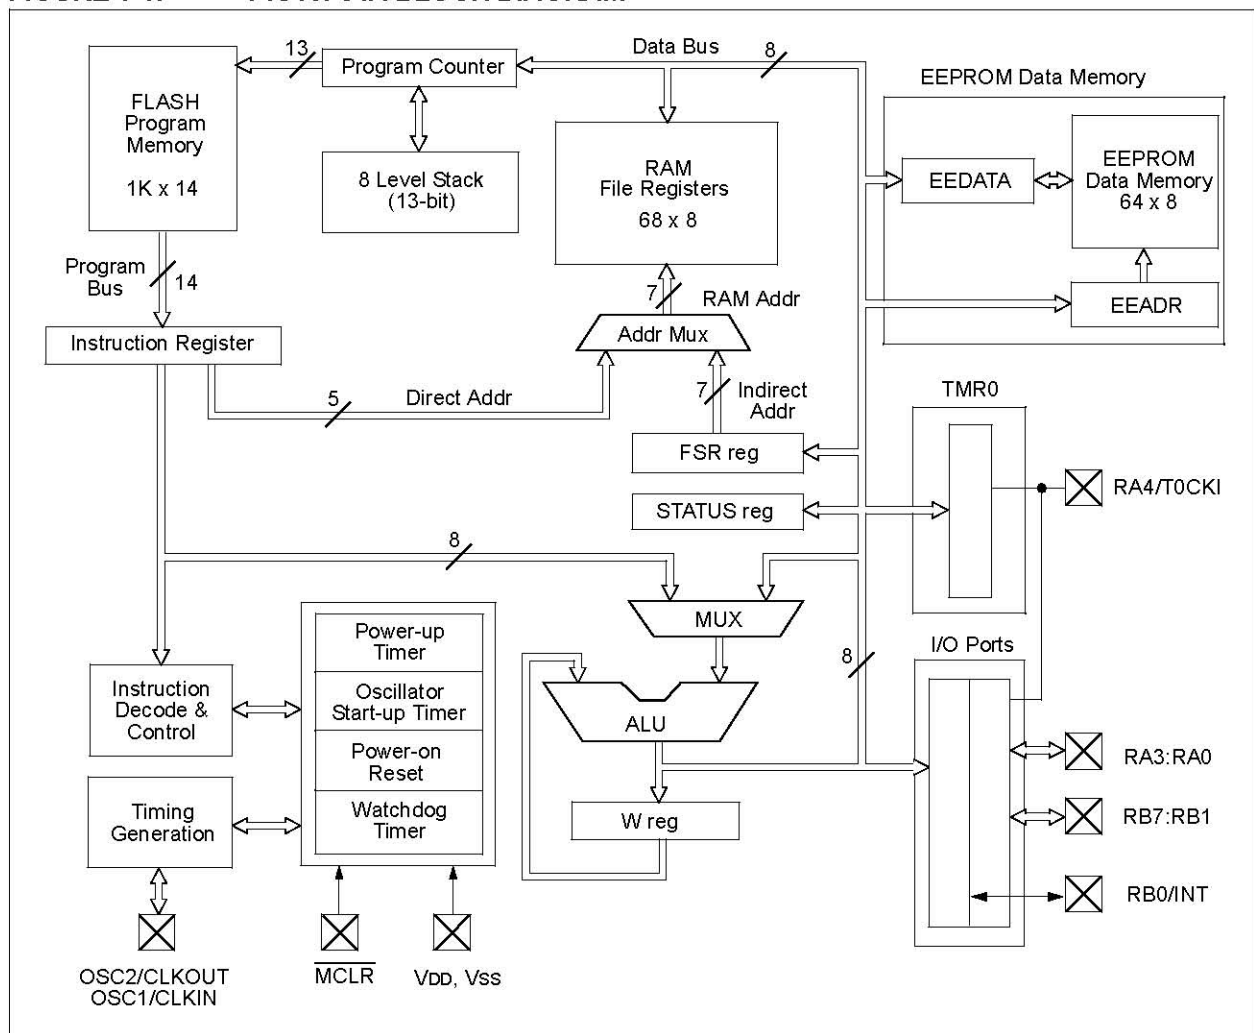 13
Data Bus
8
Program Counter
EEPROM Data Memory
FLASH
Program
Memory
1K x 14
8 Level Stack
(13-bit)
RAM
File Registers
68 x 8
EEDATA
EEPROM
Data Memory
64 x 8
Program
Bus
14
7
RAM Addr
EEADR
Instruction Register
Addr Mux
5
Direct Addr
7
Indirect
Addr
TMR0
FSR reg
RA4/T0CKI
STATUS reg
8
MUX
Power-up
Timer
8
I/O Ports
Instruction
Decode &
Control
Oscillator
Start-up Timer
ALU
Power-on
Reset
RA3:RA0
Timing
Generation
Watchdog
Timer
W reg
RB7:RB1
RB0/INT
OSC2/CLKOUT
OSC1/CLKIN
MCLR
VDD, VSS